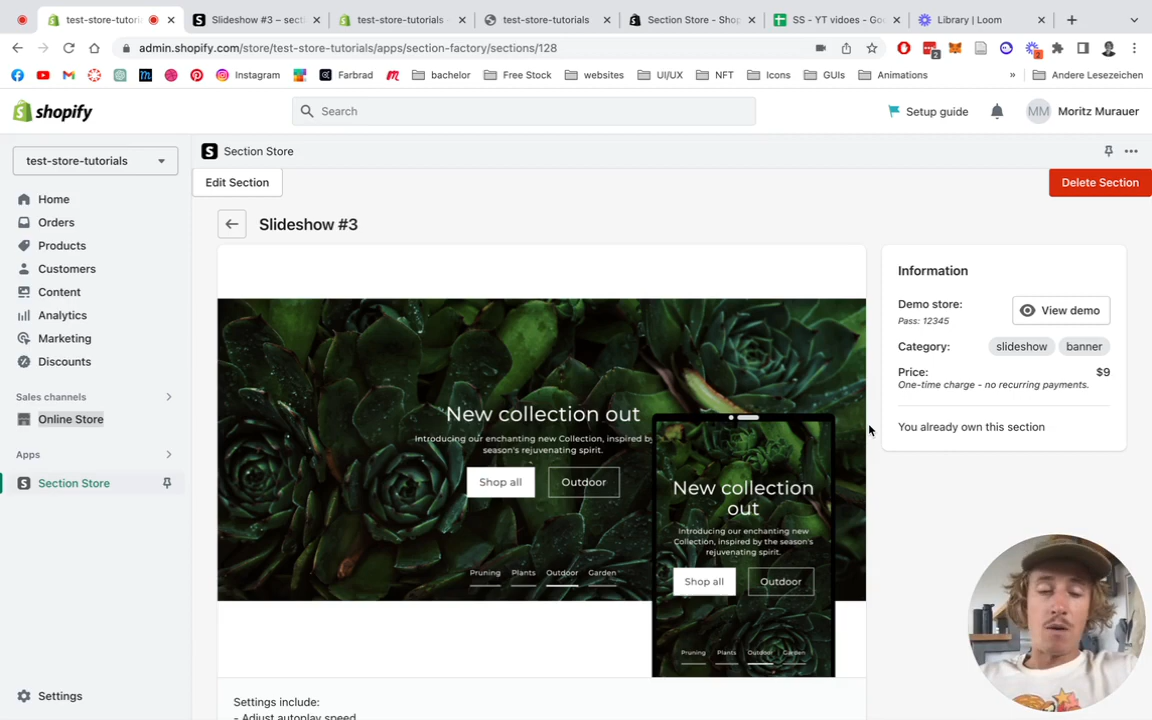 test-store-tutori
Slideshow #3 – secti
test-store-tutorials
test-store-tutorials
Section Store - Shop
SS - YT vidoes - Goo
Library | Loom
admin.shopify.com/store/test-store-tutorials/apps/section-factory/sections/128
Instagram
Farbrad
bachelor
Free Stock
websites
UI/UX
NFT
Icons
GUIs
Animations
»
Andere Lesezeichen
shopify
Search
Setup guide
MM
Moritz Murauer
test-store-tutorials
Section Store
Edit Section
Delete Section
Home
Orders
Products
Customers
Content
Analytics
Marketing
Discounts
Sales channels
Online Store
Apps
Section Store
Settings
Slideshow #3
New collection out
Introducing our enchanting new Collection, inspired b
season's rejuvenating spirit.
Shop all
Outdoor
Pruning
Plants
Outdoor
Garden
New collection
out
Introducing our enchanting new
Collection, inspired by the season's
rejuvenating spirit.
Shop all
Outdoor
Pruning
Plants
Outdoor
Garden
Settings include:
- Adjust autoplay speed
Information
Demo store:
Pass: 12345
View demo
Category:
slideshow
banner
Price:
$9
One-time charge - no recurring payments.
You already own this section